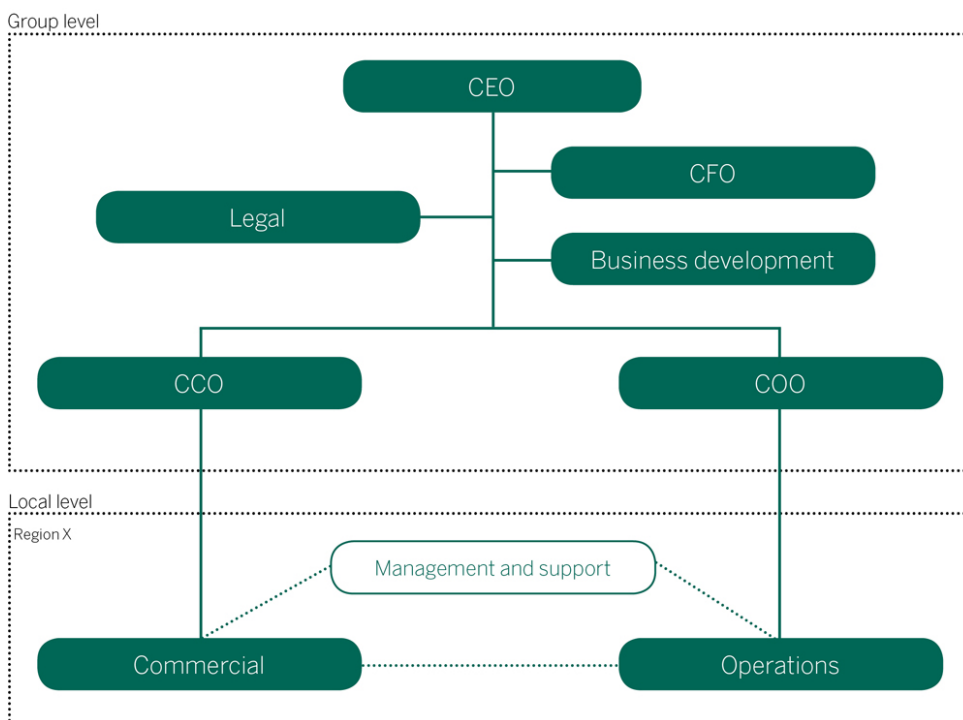 Group level
CEO
CFO
Legal
Business development
CCO
COO
Local level
Region X
Management and support
Commercial
Operations